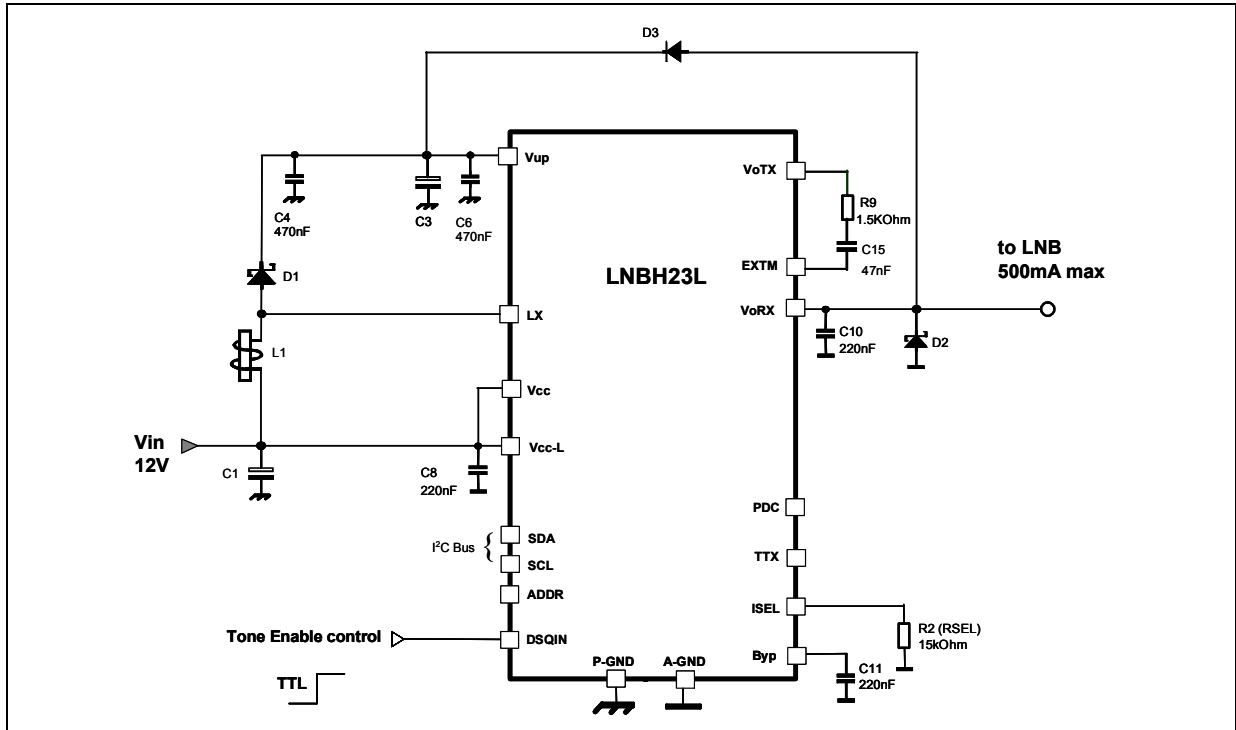 D3
Vup
VoTX
C4
470nF
C3
C6
470nF
R9
1.5KOhm
C15
47nF
to LNB
500mA max
D1
LNBH23L
EXTM
LX
VoRX
C10
220nF
D2
L1
Vcc
Vin
12V
Vcc-L
C1
C8
220nF
PDC
I²C Bus {
SDA
SCL
TTX
ADDR
ISEL
R2 (RSEL)
15kOhm
Tone Enable control
DSQIN
Byp
C11
220nF
P-GND
A-GND
TTL